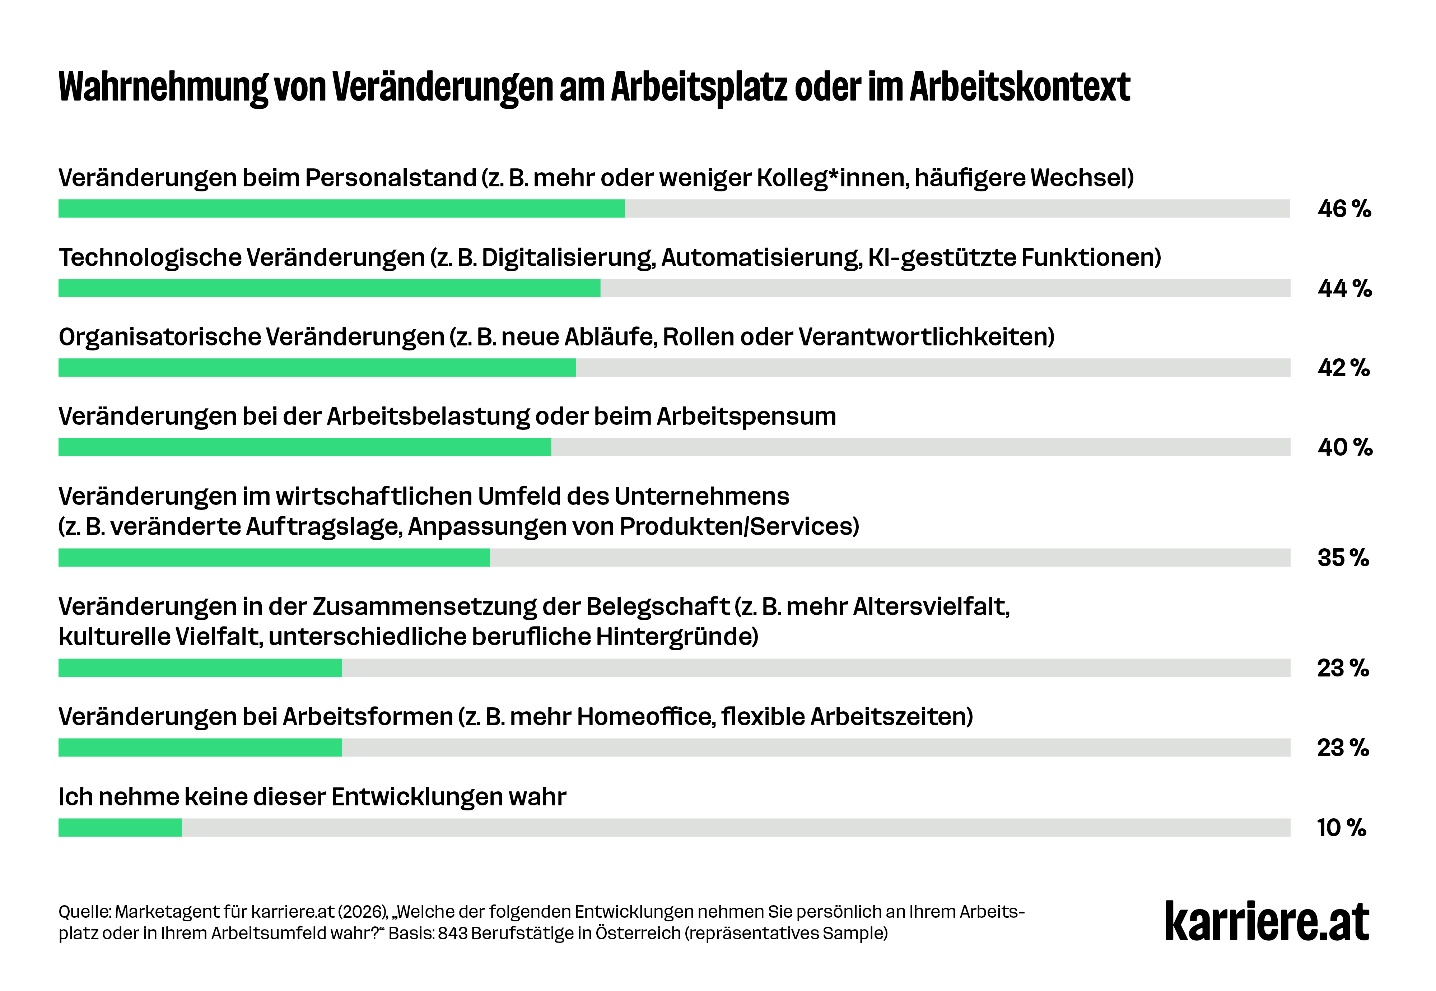 Wahrnehmung von Veränderungen am Arbeitsplatz oder im Arbeitskontext
Veränderungen beim Personalstand (z. B. mehr oder weniger Kolleg*innen, häufigere Wechsel)
46 %
Technologische Veränderungen (z. B. Digitalisierung, Automatisierung, KI-gestützte Funktionen)
44 %
Organisatorische Veränderungen (z. B. neue Abläufe, Rollen oder Verantwortlichkeiten)
42 %
Veränderungen bei der Arbeitsbelastung oder beim Arbeitspensum
40 %
Veränderungen im wirtschaftlichen Umfeld des Unternehmens
(z. B. veränderte Auftragslage, Anpassungen von Produkten/Services)
35 %
Veränderungen in der Zusammensetzung der Belegschaft (z. B. mehr Altersvielfalt,
kulturelle Vielfalt, unterschiedliche berufliche Hintergründe)
23 %
Veränderungen bei Arbeitsformen (z. B. mehr Homeoffice, flexible Arbeitszeiten)
23 %
Ich nehme keine dieser Entwicklungen wahr
10 %
Quelle: Marketagent für karriere.at (2026), „Welche der folgenden Entwicklungen nehmen Sie persönlich an Ihrem Arbeits-
platz oder in Ihrem Arbeitsumfeld wahr?“ Basis: 843 Berufstätige in Österreich (repräsentatives Sample)
karriere.at